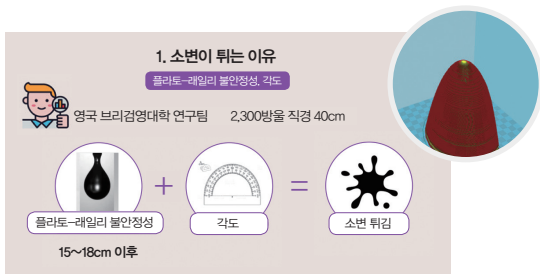 1. 소변이 튀는 이유
플라토-래일리 불안정성, 각도
영국 브리검영대학 연구팀 2,300방울 직경 40cm
플라토-래일리 불안정성 + 각도 = 소변 튀김
15~18cm 이후